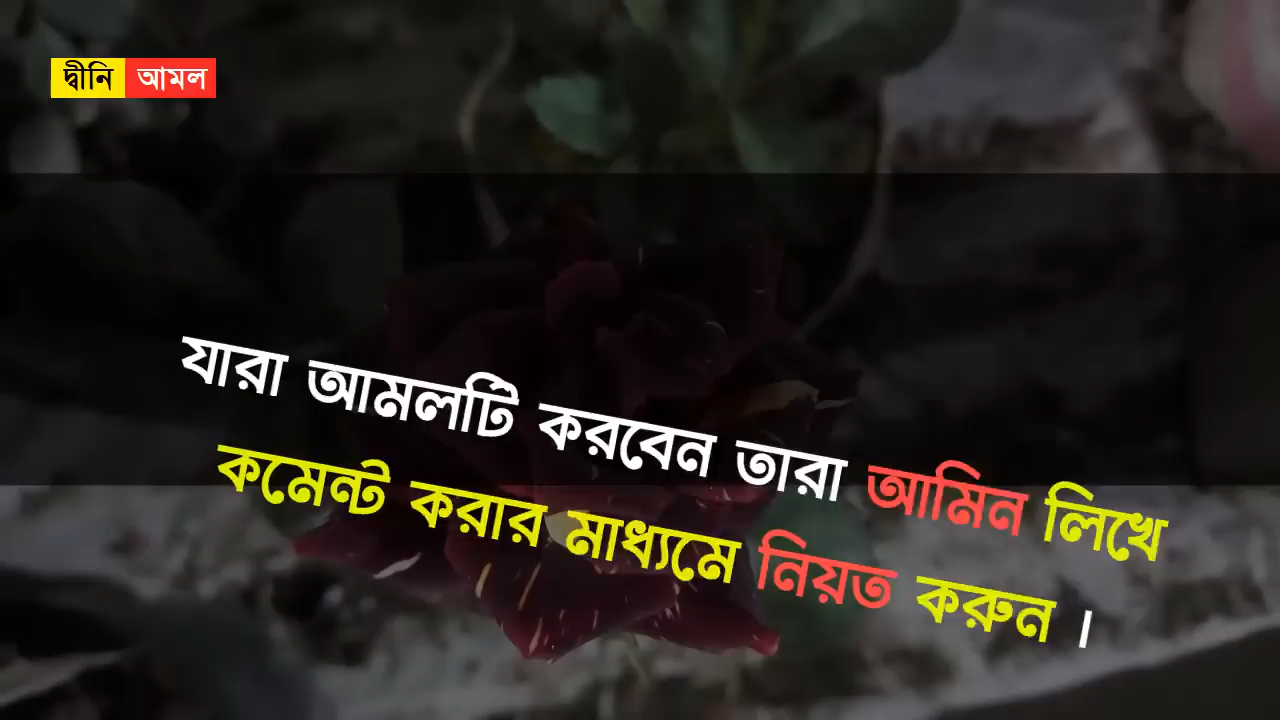 দ্বীনি আমল
যারা আমলটি করবেন তারা আমিন লিখে
কমেন্ট করার মাধ্যমে নিয়ত করুন ।